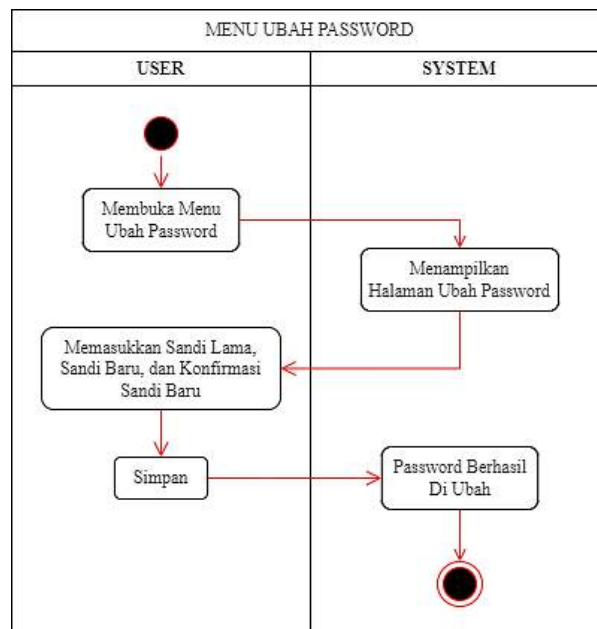 MENU UBAH PASSWORD
USER
SYSTEM
Membuka Menu
Ubah Password
Menampilkan
Halaman Ubah Password
Memasukkan Sandi Lama,
Sandi Baru, dan Konfirmasi
Sandi Baru
Simpan
Password Berhasil
Di Ubah